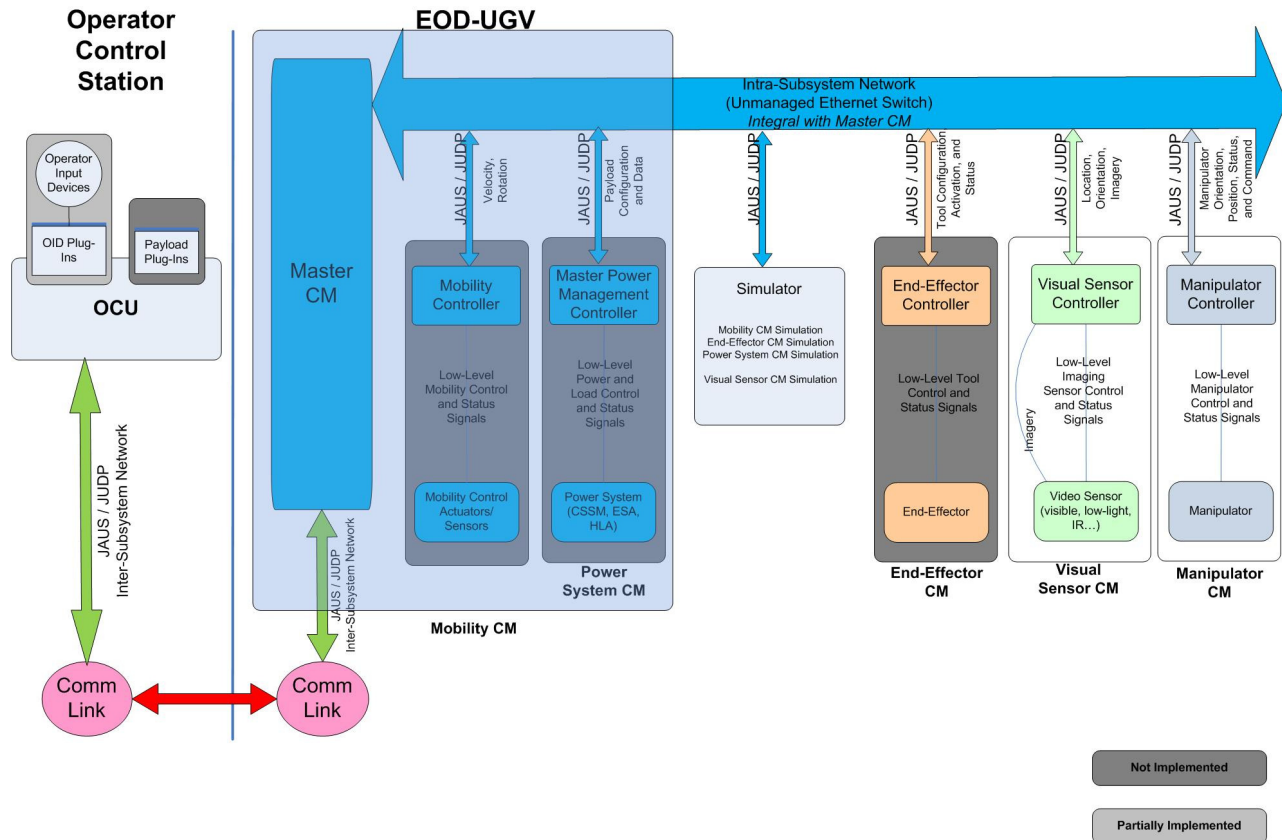 Operator
Control
Station
EOD-UGV
Intra-Subsystem Network
(Unmanaged Ethernet Switch)
Integral with Master CM
Operator
Input
Devices
OID Plug-
Ins
Payload
Plug-Ins
OCU
JAUS / JUDP
Inter-Subsystem Network
Comm
Link
Master
CM
JAUS / JUDP
Inter-Subsystem Network
Comm
Link
JAUS / JUDP
Velocity,
Rotation
Mobility
Controller
Low-Level
Mobility Control
and Status
Signals
Mobility Control
Actuators/
Sensors
JAUS / JUDP
Payload
Configuration
and Data
Master Power
Management
Controller
Low-Level
Power and
Load Control
and Status
Signals
Power System
(CSSM, ESA,
HLA)
Power
System CM
Mobility CM
JAUS / JUDP
Simulator
Mobility CM Simulation
End-Effector CM Simulation
Power System CM Simulation
Visual Sensor CM Simulation
JAUS / JUDP
Tool Configuration,
Activation, and
Status
End-Effector
Controller
Low-Level Tool
Control and
Status Signals
End-Effector
End-Effector
CM
JAUS / JUDP
Location,
Orientation,
Imagery
Visual Sensor
Controller
Low-Level
Imaging
Sensor Control
and Status
Signals
Imagery
Video Sensor
(visible, low-light,
IR…)
Visual
Sensor CM
JAUS / JUDP
Manipulator
Orientation,
Position, Status,
and Command
Manipulator
Controller
Low-Level
Manipulator
Control and
Status Signals
Manipulator
Manipulator
CM
Not Implemented
Partially Implemented